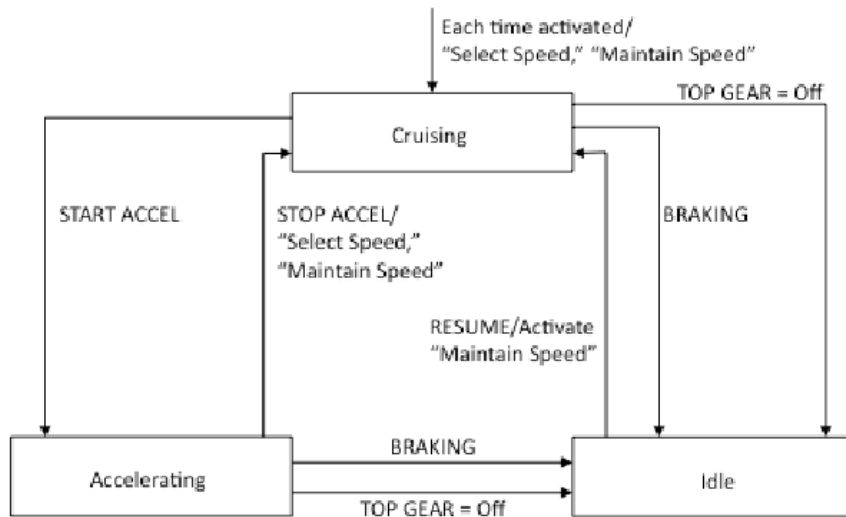 Each time activated/
“Select Speed,” “Maintain Speed”
TOP GEAR = Off
Cruising
START ACCEL
STOP ACCEL/
“Select Speed,”
“Maintain Speed”
BRAKING
RESUME/Activate
“Maintain Speed”
Accelerating
BRAKING
TOP GEAR = Off
Idle